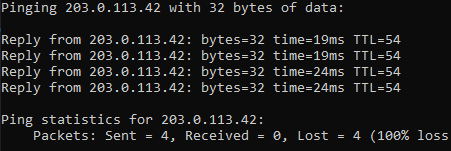 Pinging 203.0.113.42 with 32 bytes of data:
Reply from 203.0.113.42: bytes=32 time=19ms TTL=54
Reply from 203.0.113.42: bytes=32 time=19ms TTL=54
Reply from 203.0.113.42: bytes=32 time=24ms TTL=54
Reply from 203.0.113.42: bytes=32 time=24ms TTL=54
Ping statistics for 203.0.113.42:
Packets: Sent = 4, Received = 0, Lost = 4 (100% loss